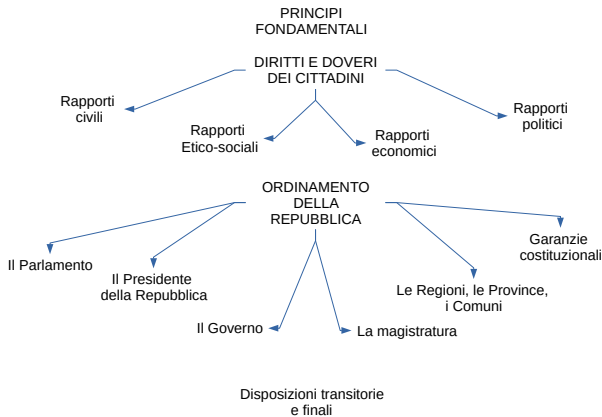 PRINCIPI
FONDAMENTALI
DIRITTI E DOVERI
DEI CITTADINI
Rapporti
civili
Rapporti
Etico-sociali
Rapporti
economici
Rapporti
politici
ORDINAMENTO
DELLA
REPUBBLICA
Il Parlamento
Il Presidente
della Repubblica
Il Governo
La magistratura
Le Regioni, le Province,
i Comuni
Garanzie
costituzionali
Disposizioni transitorie
e finali